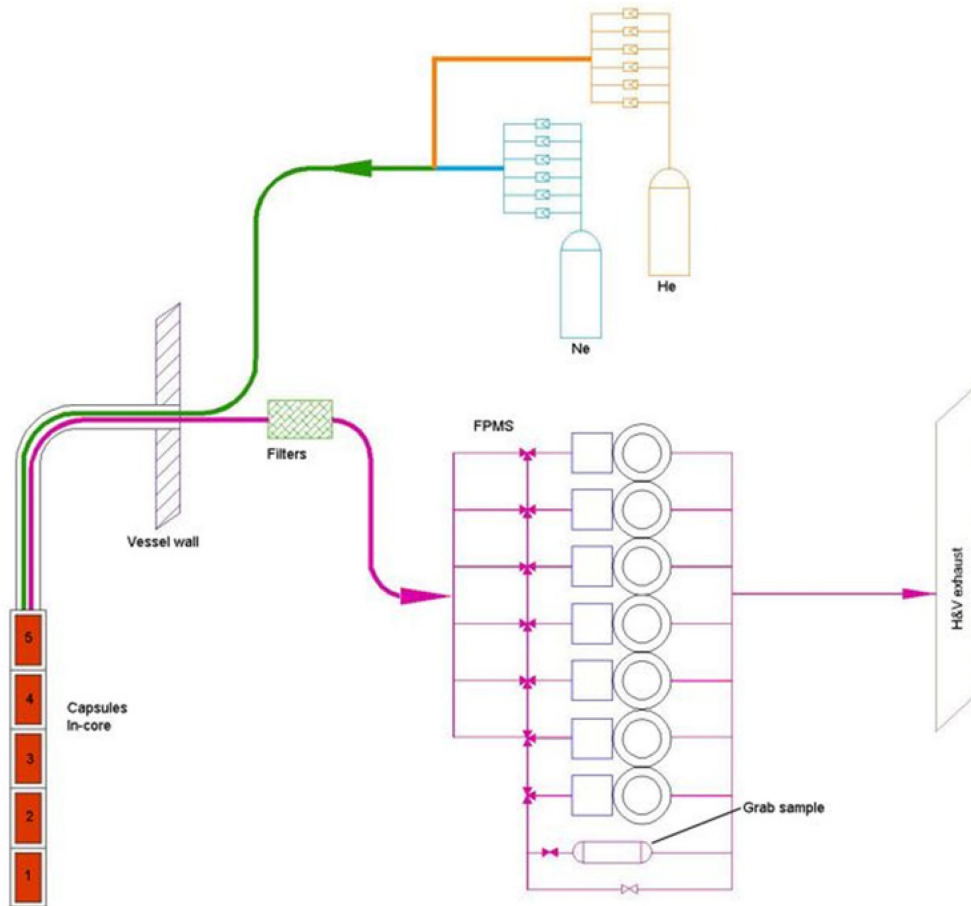 He
Ne
Filters
FPMS
Vessel wall
H&V exhaust
5
4
3
2
1
Capsules
In-core
Grab sample